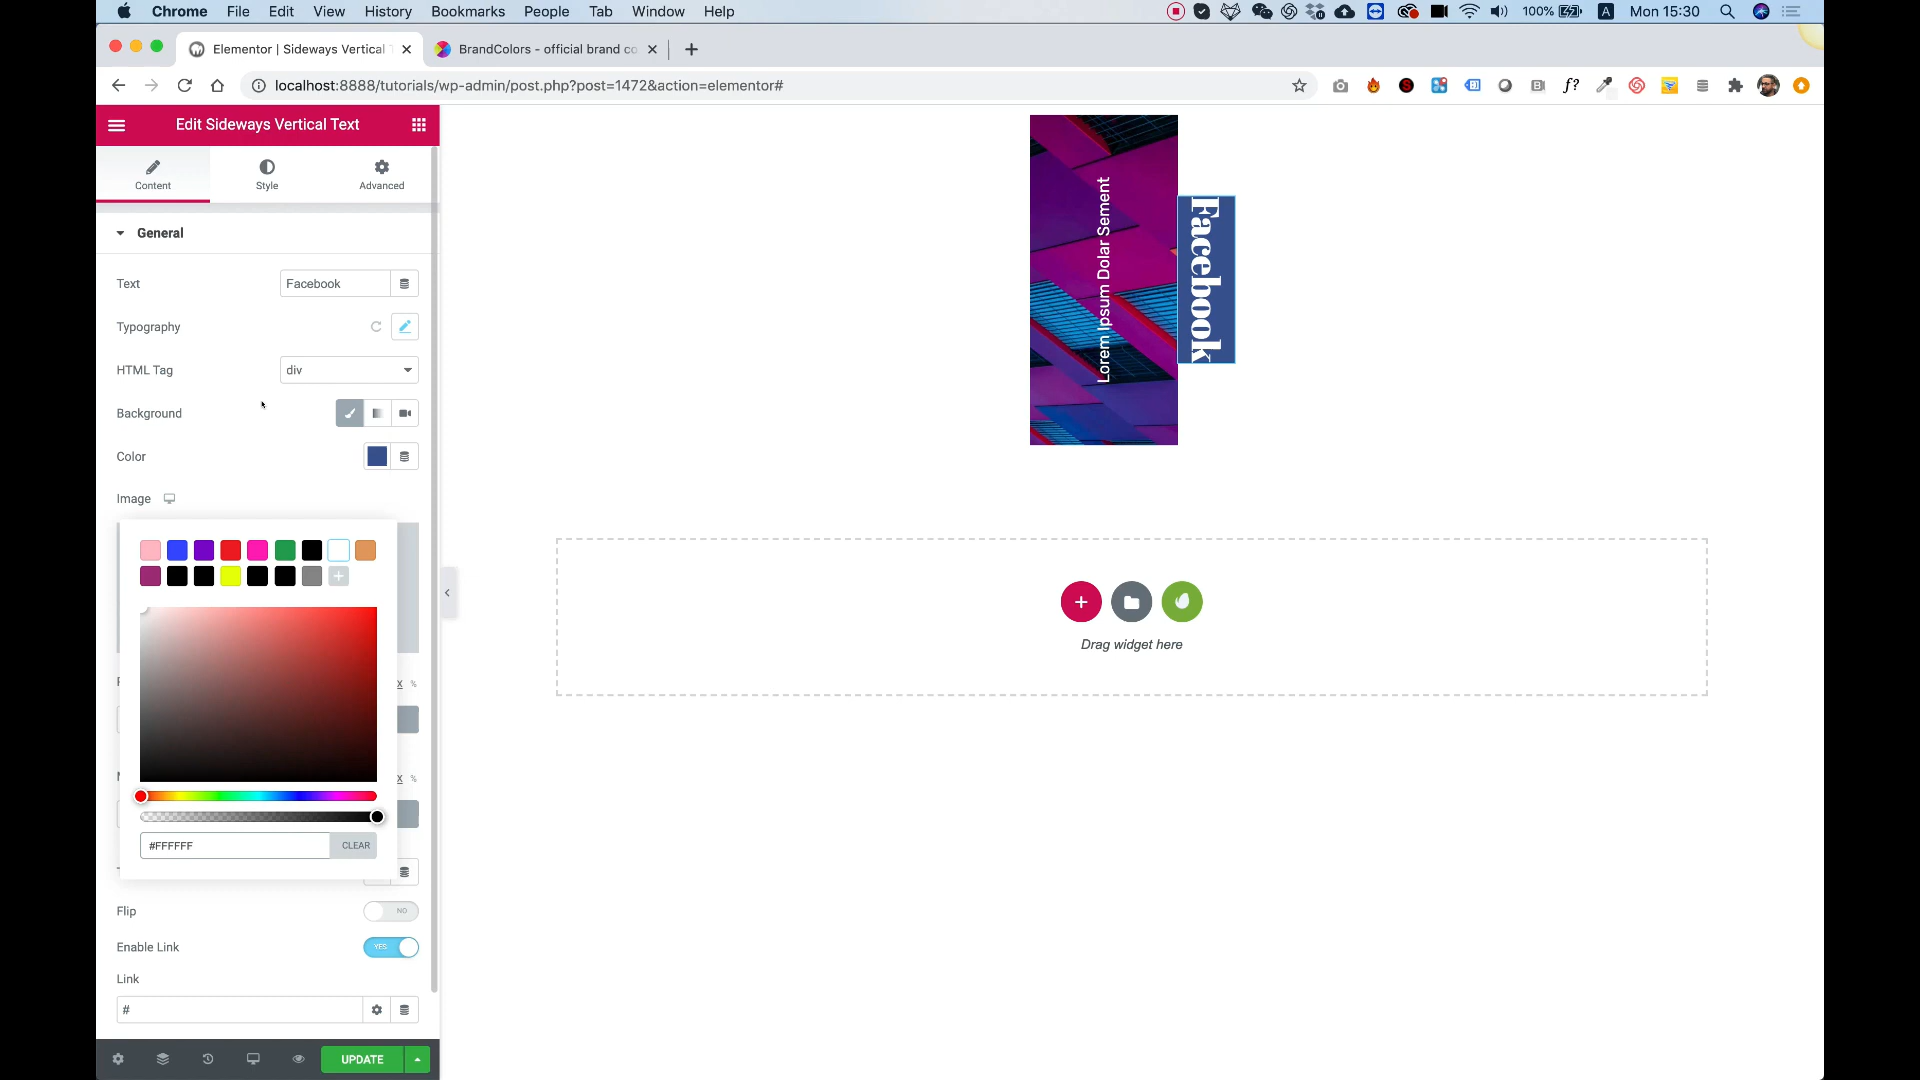 Chrome File Edit View History Bookmarks People Tab Window Help
100% A Mon 15:30
Elementor | Sideways Vertical
BrandColors - official brand co
localhost:8888/tutorials/wp-admin/post.php?post=1472&action=elementor#
Edit Sideways Vertical Text
Content
Style
Advanced
General
Text
Facebook
Typography
HTML Tag
div
Background
Color
Image
X %
X %
#FFFFFF
CLEAR
Flip
NO
Enable Link
YES
Link
#
UPDATE
Lorem Ipsum Dolar Sement
Facebook
Drag widget here